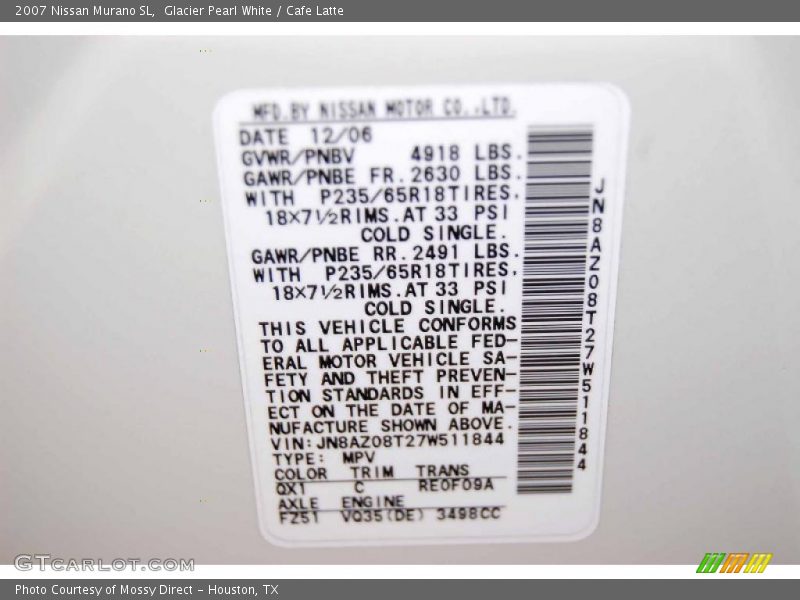 2007 Nissan Murano SL,  Glacier Pearl White / Cafe Latte
MFD.BY NISSAN MOTOR CO.,LTD.
DATE 12/06
GVWR/PNBV 4918 LBS.
GAWR/PNBE FR. 2630 LBS.
WITH P235/65R18TIRES.
18X7½RIMS.AT 33 PSI
COLD SINGLE.
GAWR/PNBE RR. 2491 LBS.
WITH P235/65R18TIRES,
18X7½RIMS.AT 33 PSI
COLD SINGLE.
THIS VEHICLE CONFORMS
TO ALL APPLICABLE FED-
ERAL MOTOR VEHICLE SA-
FETY AND THEFT PREVEN-
TION STANDARDS IN EFF-
ECT ON THE DATE OF MA-
NUFACTURE SHOWN ABOVE.
VIN:JN8AZ08T27W511844
TYPE: MPV
COLOR TRIM TRANS
QX1 C RE0F09A
AXLE ENGINE
FZ51 VQ35(DE) 3498CC
JN8AZ08T27W511844
GTCARLOT.COM
Photo Courtesy of Mossy Direct – Houston, TX